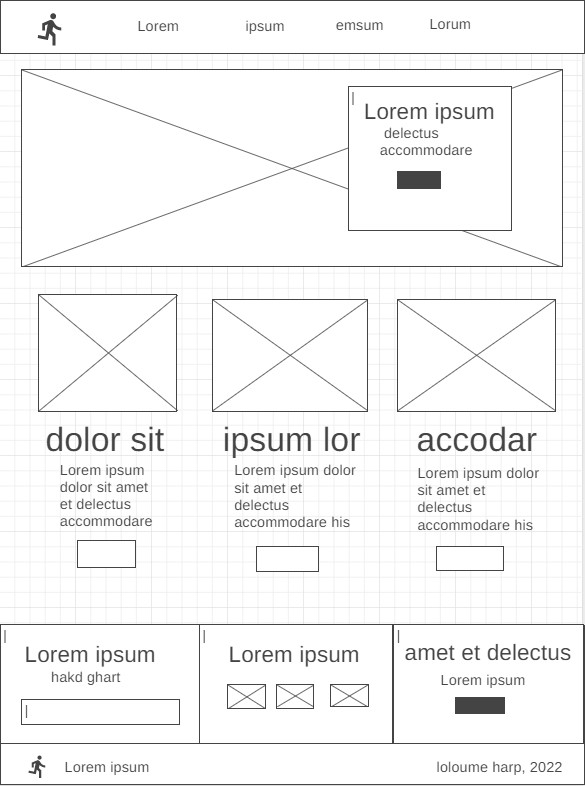 Lorem ipsum emsum Lorum
Lorem ipsum
delectus
accommodare
dolor sit
Lorem ipsum
dolor sit amet
et delectus
accommodare
ipsum lor
Lorem ipsum dolor
sit amet et
delectus
accommodare his
accodar
Lorem ipsum dolor
sit amet et
delectus
accommodare his
Lorem ipsum
hakd ghart
Lorem ipsum
amet et delectus
Lorem ipsum
Lorem ipsum
loloume harp, 2022